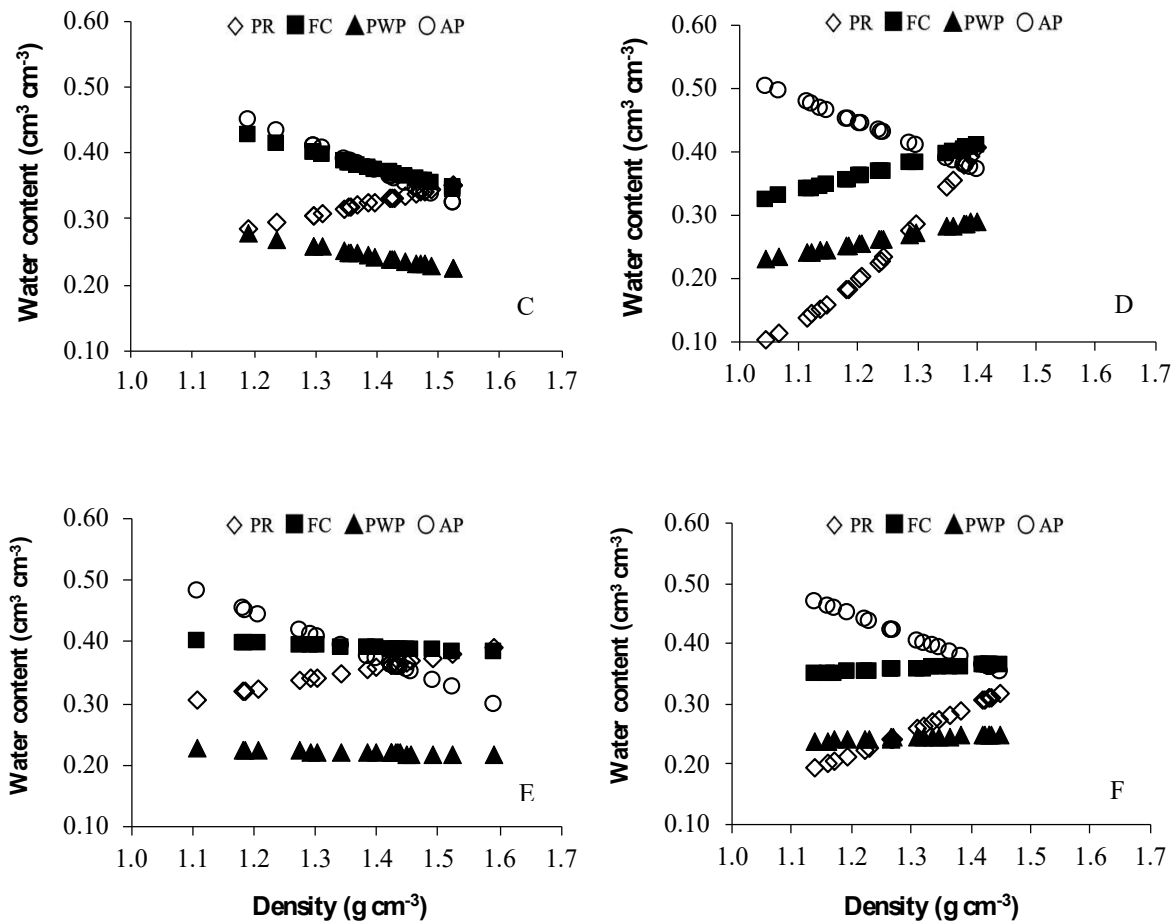 ◇ PR ■ FC ▲ PWP ○ AP
Water content (cm³ cm⁻³)
0.60
0.50
0.40
0.30
0.20
0.10
1.0 1.1 1.2 1.3 1.4 1.5 1.6 1.7
C
◇ PR ■ FC ▲ PWP ○ AP
Water content (cm³ cm⁻³)
0.60
0.50
0.40
0.30
0.20
0.10
1.0 1.1 1.2 1.3 1.4 1.5 1.6 1.7
D
◇ PR ■ FC ▲ PWP ○ AP
Water content (cm³ cm⁻³)
0.60
0.50
0.40
0.30
0.20
0.10
1.0 1.1 1.2 1.3 1.4 1.5 1.6 1.7
E
Density (g cm⁻³)
◇ PR ■ FC ▲ PWP ○ AP
Water content (cm³ cm⁻³)
0.60
0.50
0.40
0.30
0.20
0.10
1.0 1.1 1.2 1.3 1.4 1.5 1.6 1.7
F
Density (g cm⁻³)